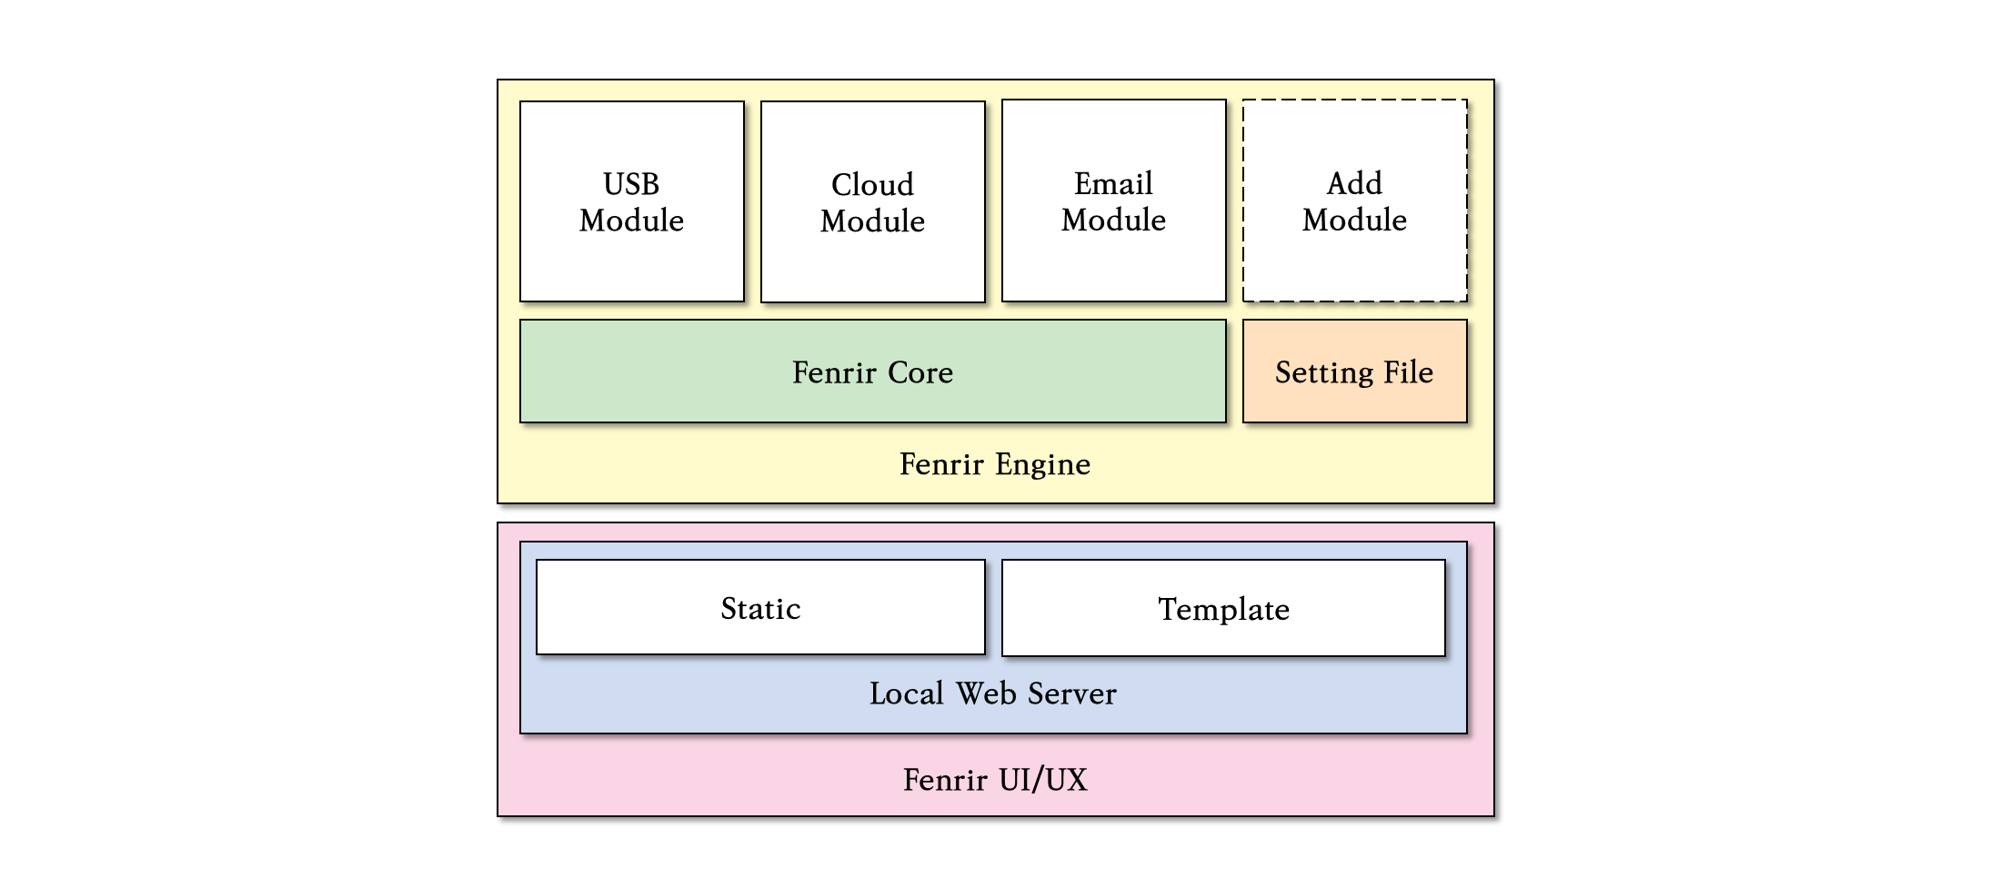 USB
Module
Cloud
Module
Email
Module
Add
Module
Fenrir Core
Setting File
Fenrir Engine
Static
Template
Local Web Server
Fenrir UI/UX